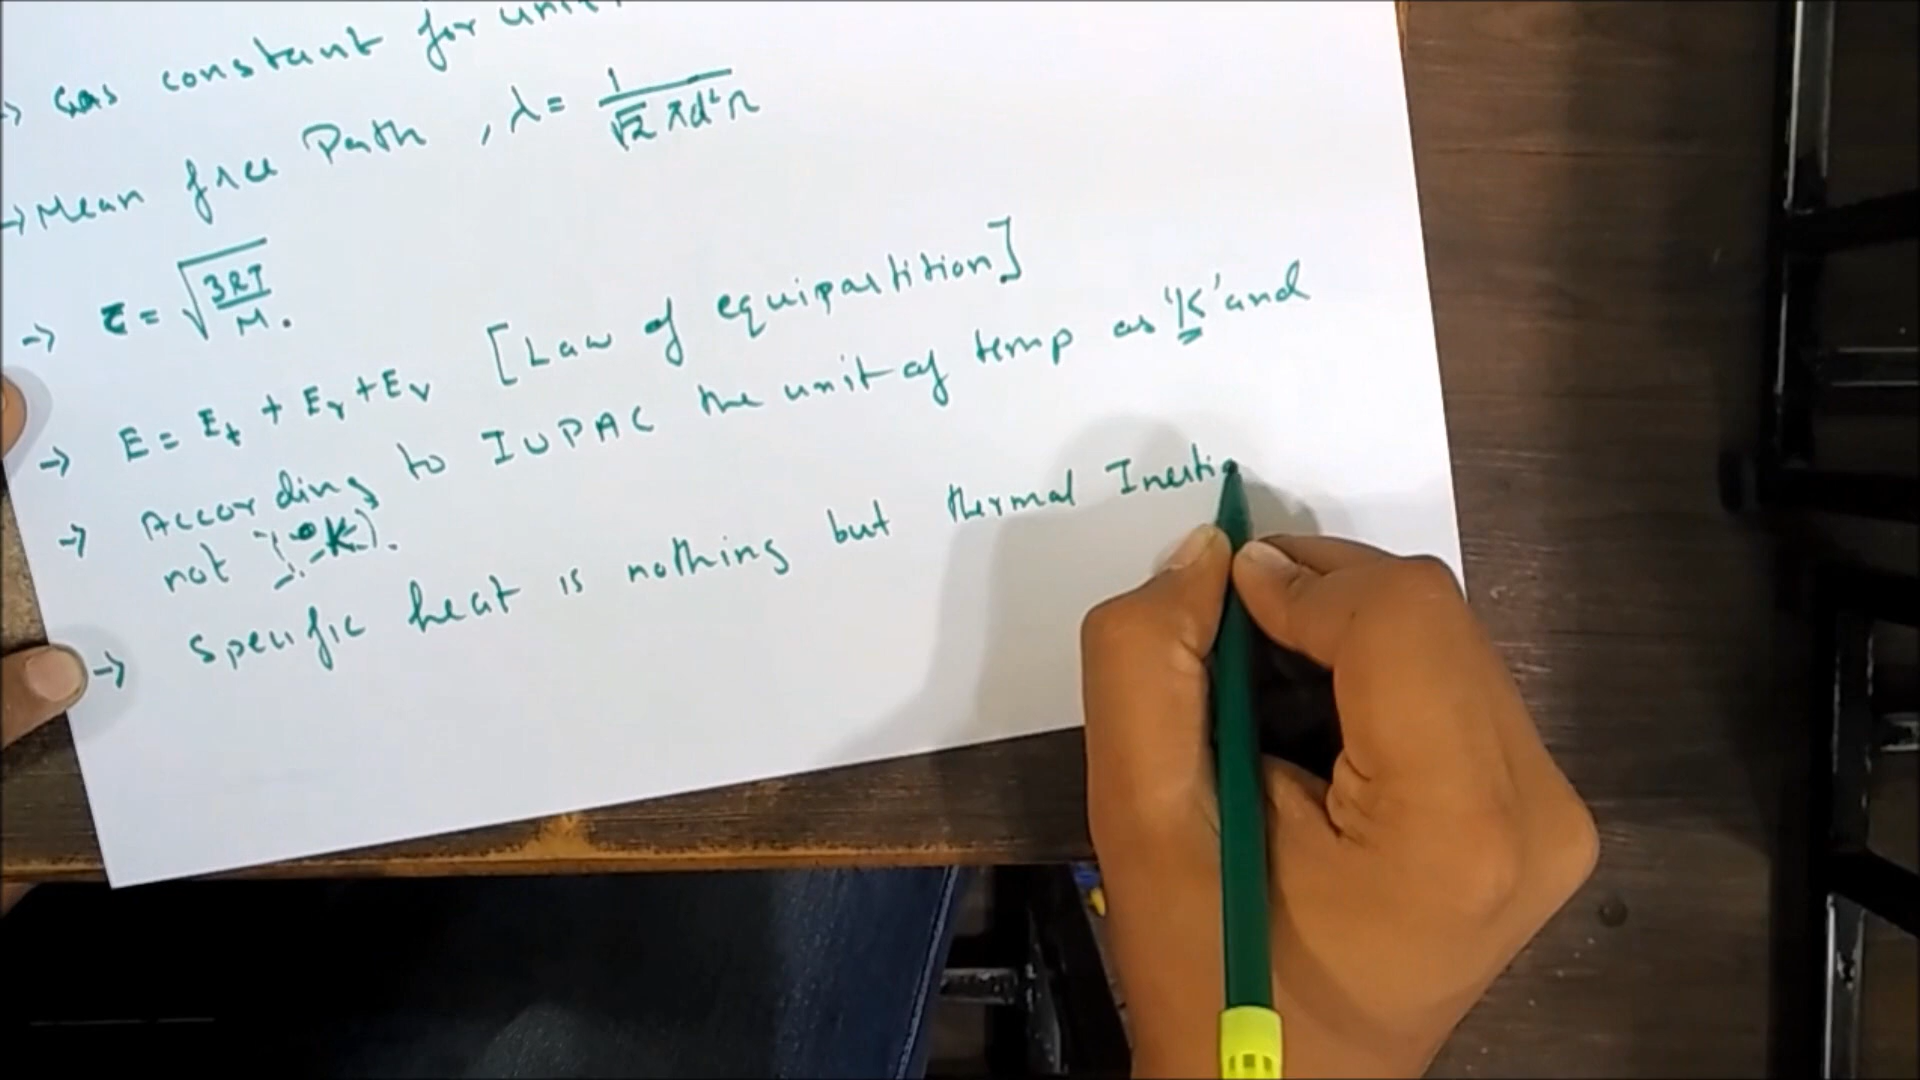 → Gas constant for unit
→ Mean free Path, λ = 1/√2 πd²n
→ c̅ = √3RT/M.
→ E = Et + Er + Ev [Law of equipartition]
→ According to IUPAC the unit of temp as 'K' and
not (°K).
→ Specific heat is nothing but thermal Inertia